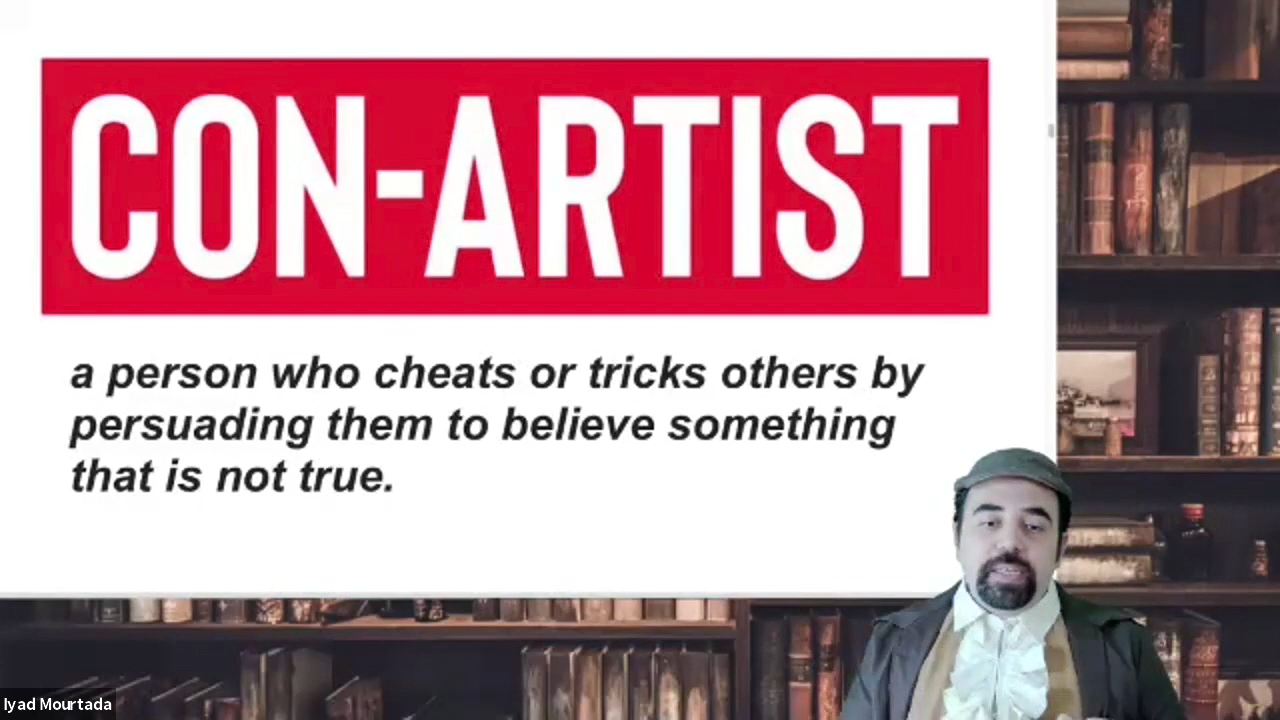 CON-ARTIST
a person who cheats or tricks others by
persuading them to believe something
that is not true.
Iyad Mourtada